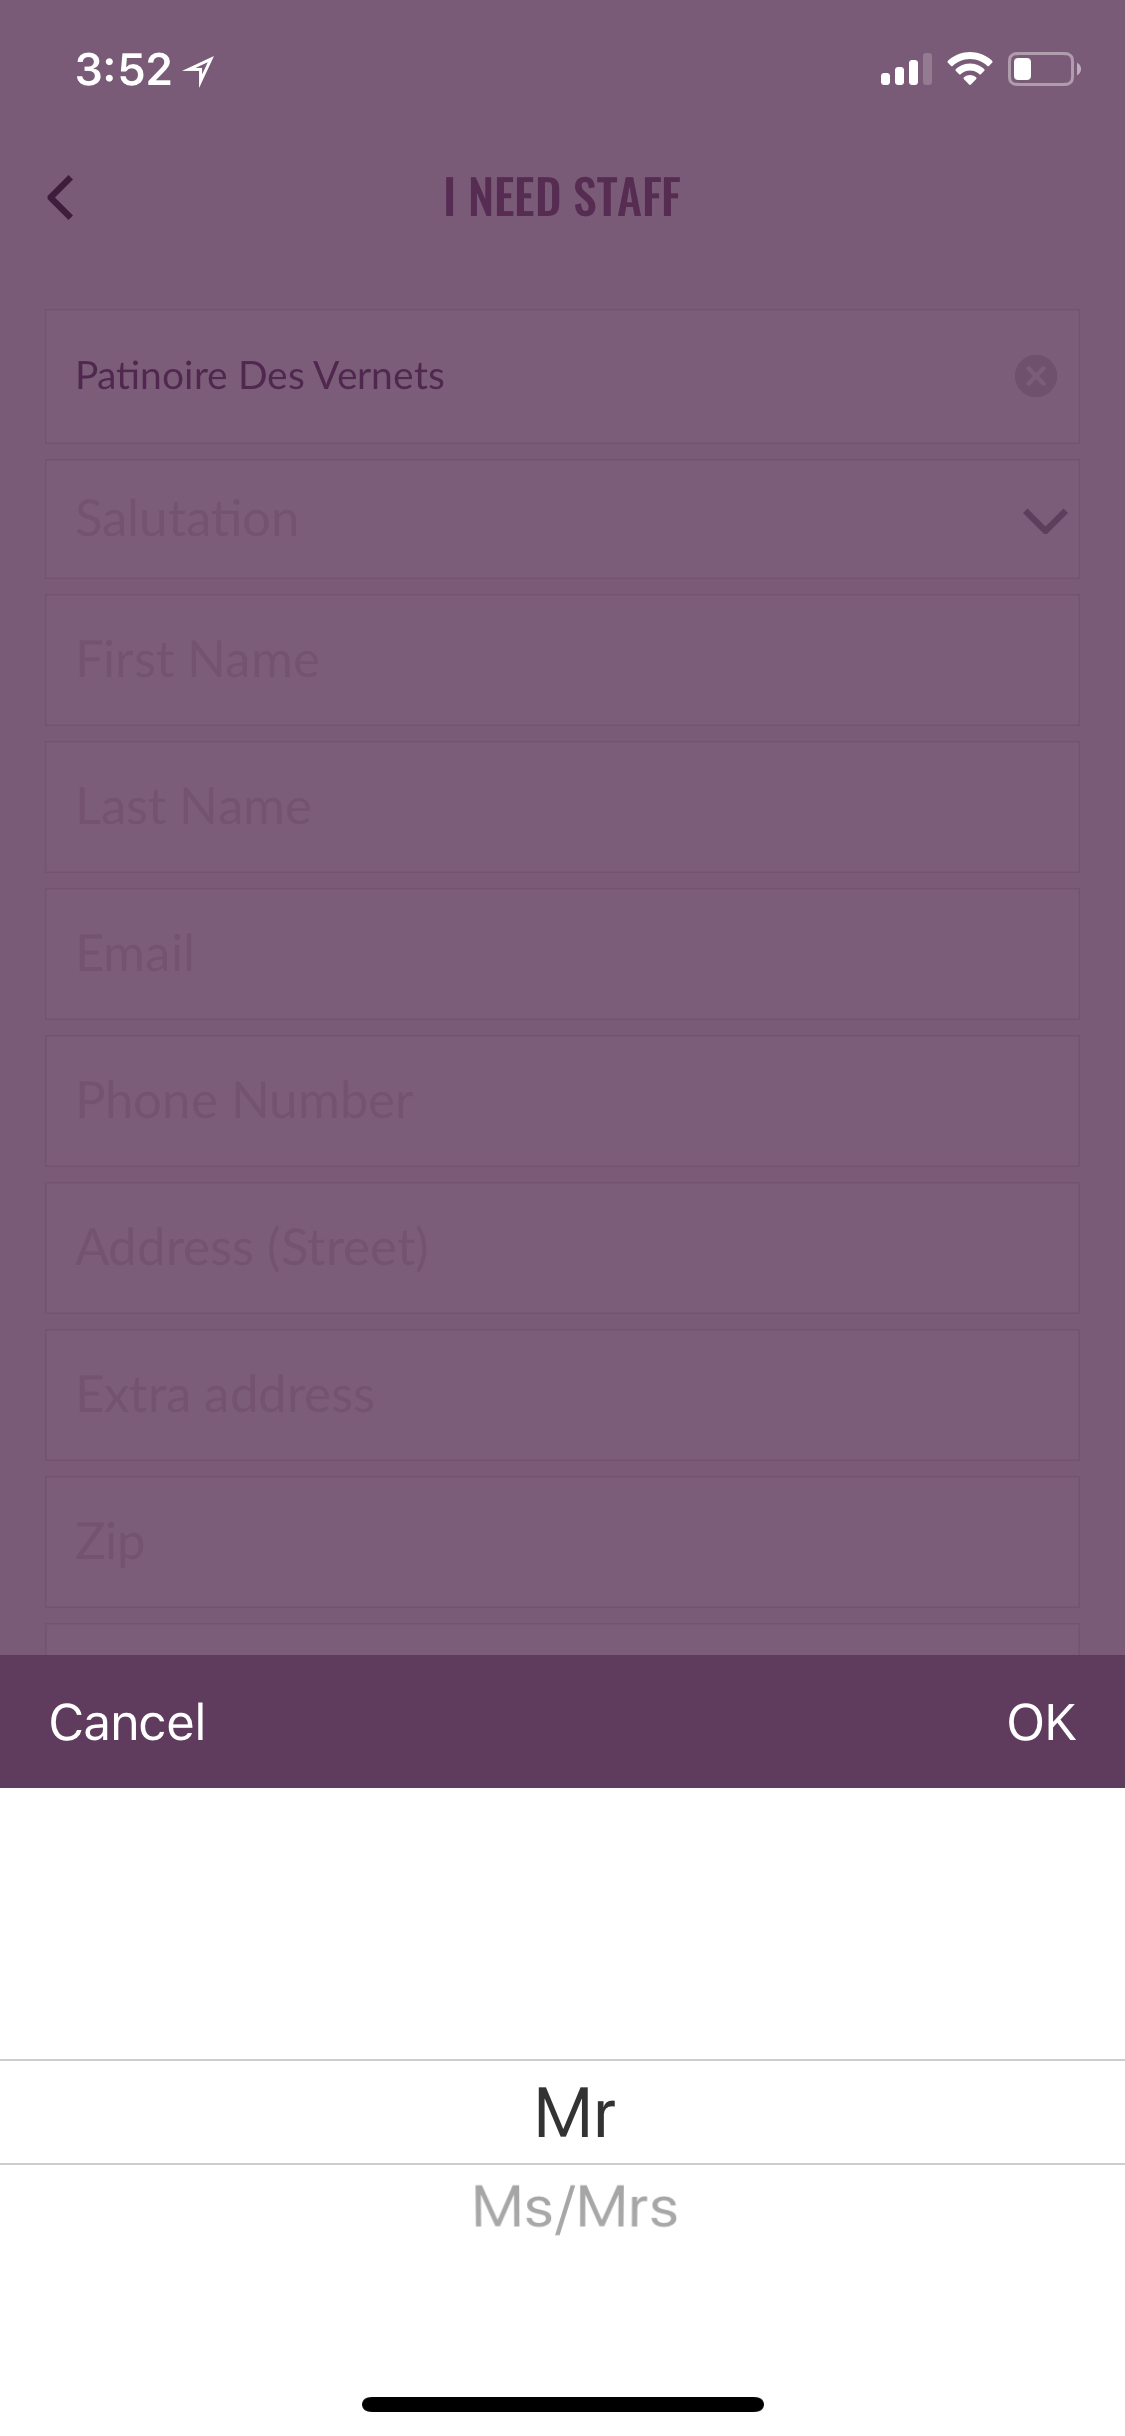 3:52
I NEED STAFF
Patinoire Des Vernets
Salutation
First Name
Last Name
Email
Phone Number
Address (Street)
Extra address
Zip
Cancel
OK
Mr
Ms/Mrs